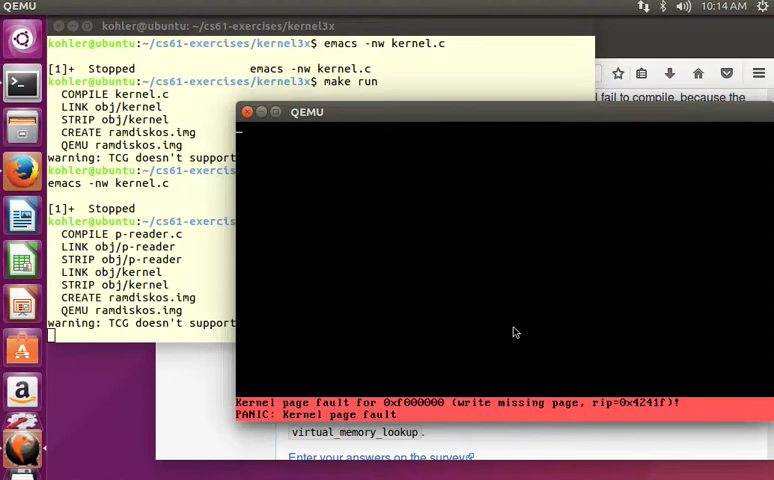 QEMU
10:14 AM
kohler@ubuntu: ~/cs61-exercises/kernel3x
kohler@ubuntu:~/cs61-exercises/kernel3x$ emacs -nw kernel.c
[1]+  Stopped                 emacs -nw kernel.c
kohler@ubuntu:~/cs61-exercises/kernel3x$ make run
  COMPILE kernel.c
  LINK obj/kernel
  STRIP obj/kernel
  CREATE ramdiskos.img
  QEMU ramdiskos.img
warning: TCG doesn't support
kohler@ubuntu:~/cs61-exercis
emacs -nw kernel.c
[1]+  Stopped
kohler@ubuntu:~/cs61-exercis
  COMPILE p-reader.c
  LINK obj/p-reader
  STRIP obj/p-reader
  LINK obj/kernel
  STRIP obj/kernel
  CREATE ramdiskos.img
  QEMU ramdiskos.img
warning: TCG doesn't support
fail to compile, because the
QEMU
Kernel page fault for 0xf000000 (write missing page, rip=0x4241f)!
PANIC: Kernel page fault
virtual_memory_lookup.
Enter your answers on the survey